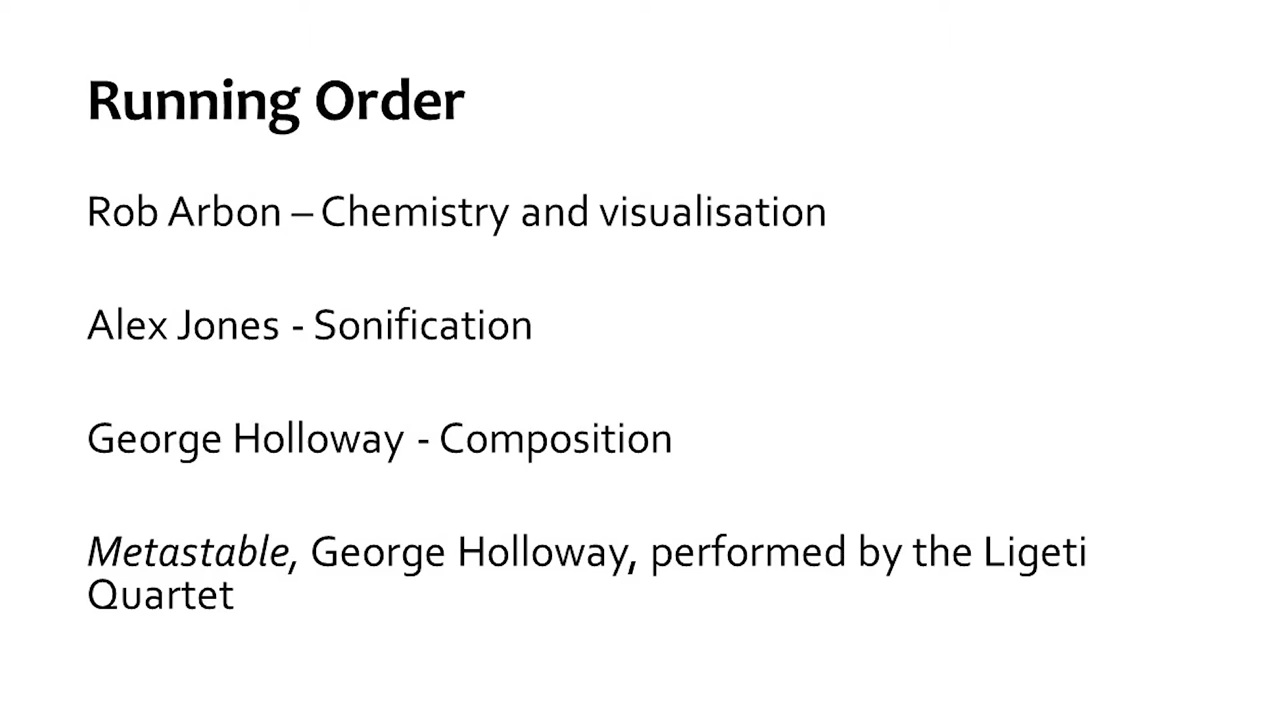 Running Order
Rob Arbon – Chemistry and visualisation
Alex Jones - Sonification
George Holloway - Composition
Metastable, George Holloway, performed by the Ligeti
Quartet